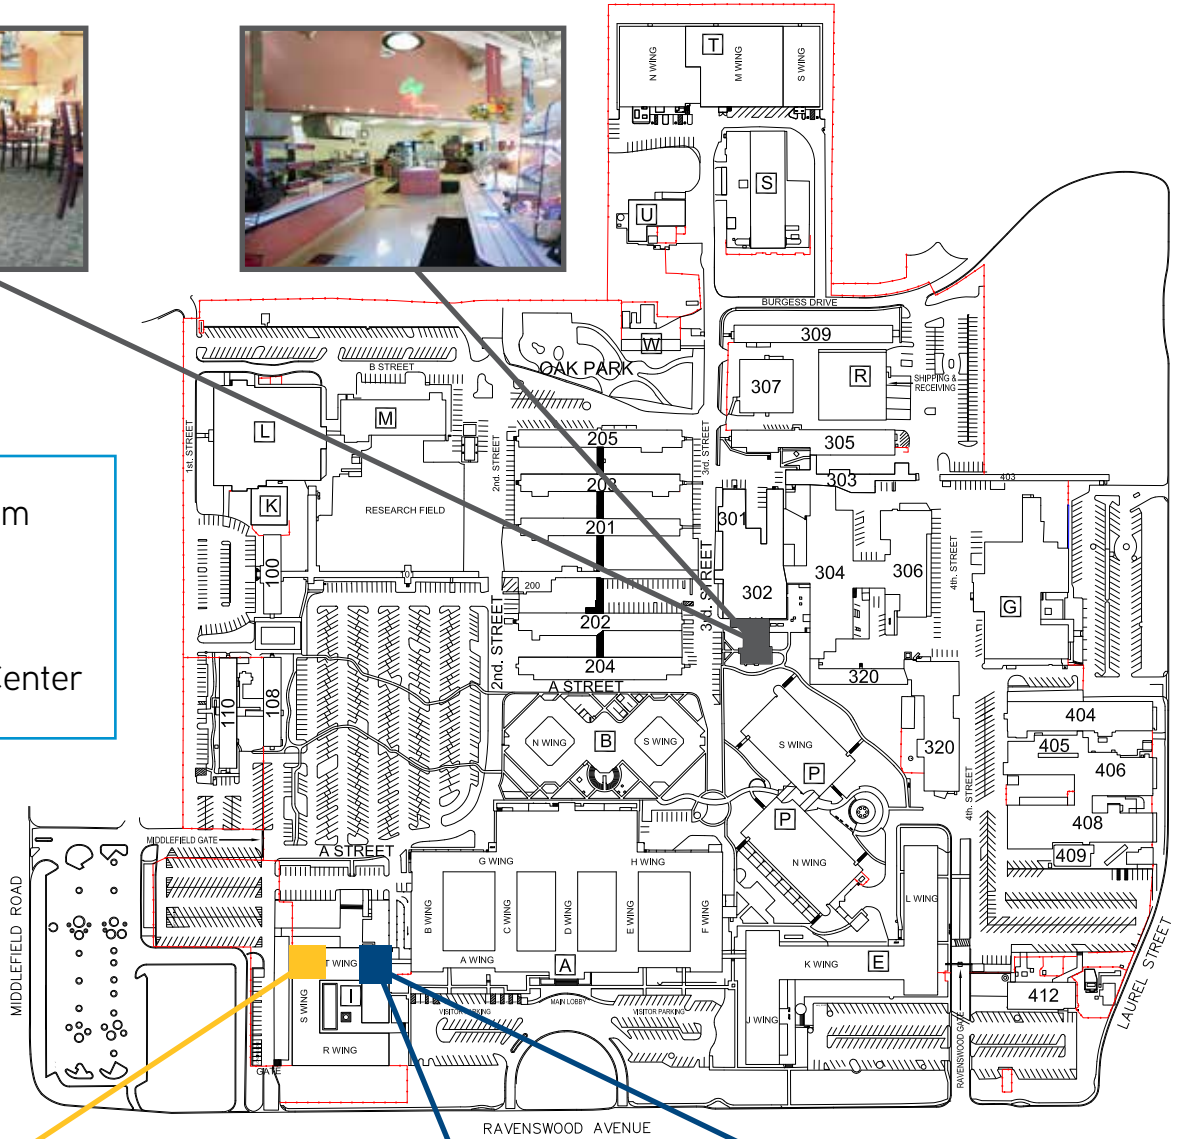 N WING
T
M WING
S WING
S
U
BURGESS DRIVE
309
W
OAK PARK
B STREET
307
R
SHIPPING &
RECEIVING
L
M
1st. STREET
205
2nd. STREET
3rd. STREET
305
203
303
403
m
K
RESEARCH FIELD
201
301
100
200
304
306
4th. STREET
302
G
202
2nd. STREET
3rd. STREET
204
A STREET
320
Center
110
108
N WING
B
S WING
S WING
P
320
404
405
406
4th. STREET
P
408
409
MIDDLEFIELD GATE
A STREET
G WING
H WING
N WING
B WING
C WING
D WING
E WING
F WING
L WING
MIDDLEFIELD ROAD
T WING
A WING
A
K WING
E
S WING
I
412
LAUREL STREET
VISITOR PARKING
MAIN LOBBY
VISITOR PARKING
J WING
RAVENSWOOD GATE
R WING
GATE
RAVENSWOOD AVENUE